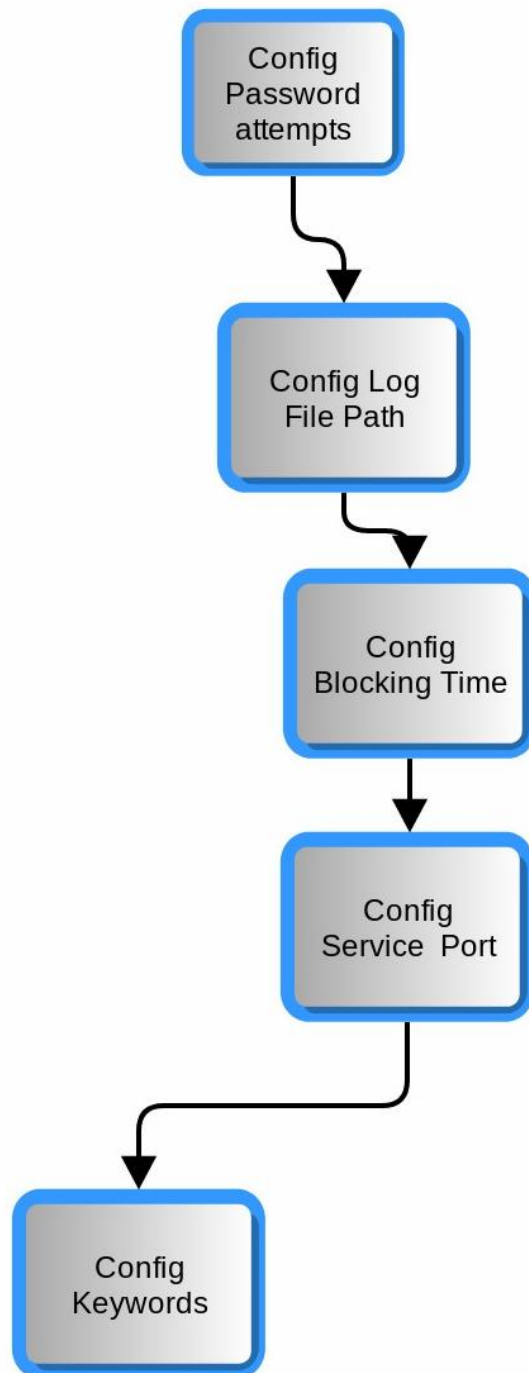 Config
Password
attempts
Config Log
File Path
Config
Blocking Time
Config
Service  Port
Config
Keywords